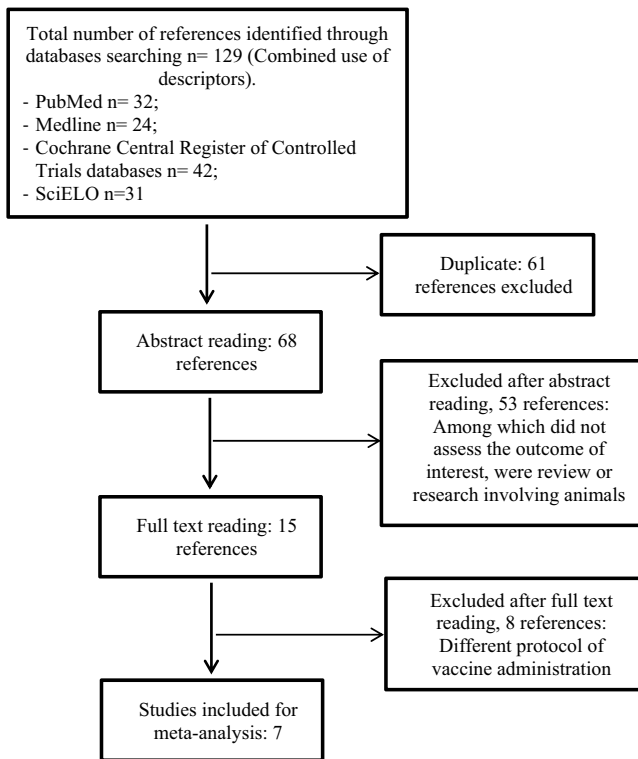 Total number of references identified through
databases searching n= 129 (Combined use of
descriptors).
- PubMed n= 32;
- Medline n= 24;
- Cochrane Central Register of Controlled
Trials databases n= 42;
- SciELO n=31
Duplicate: 61
references excluded
Abstract reading: 68
references
Excluded after abstract
reading, 53 references:
Among which did not
assess the outcome of
interest, were review or
research involving animals
Full text reading: 15
references
Excluded after full text
reading, 8 references:
Different protocol of
vaccine administration
Studies included for
meta-analysis: 7